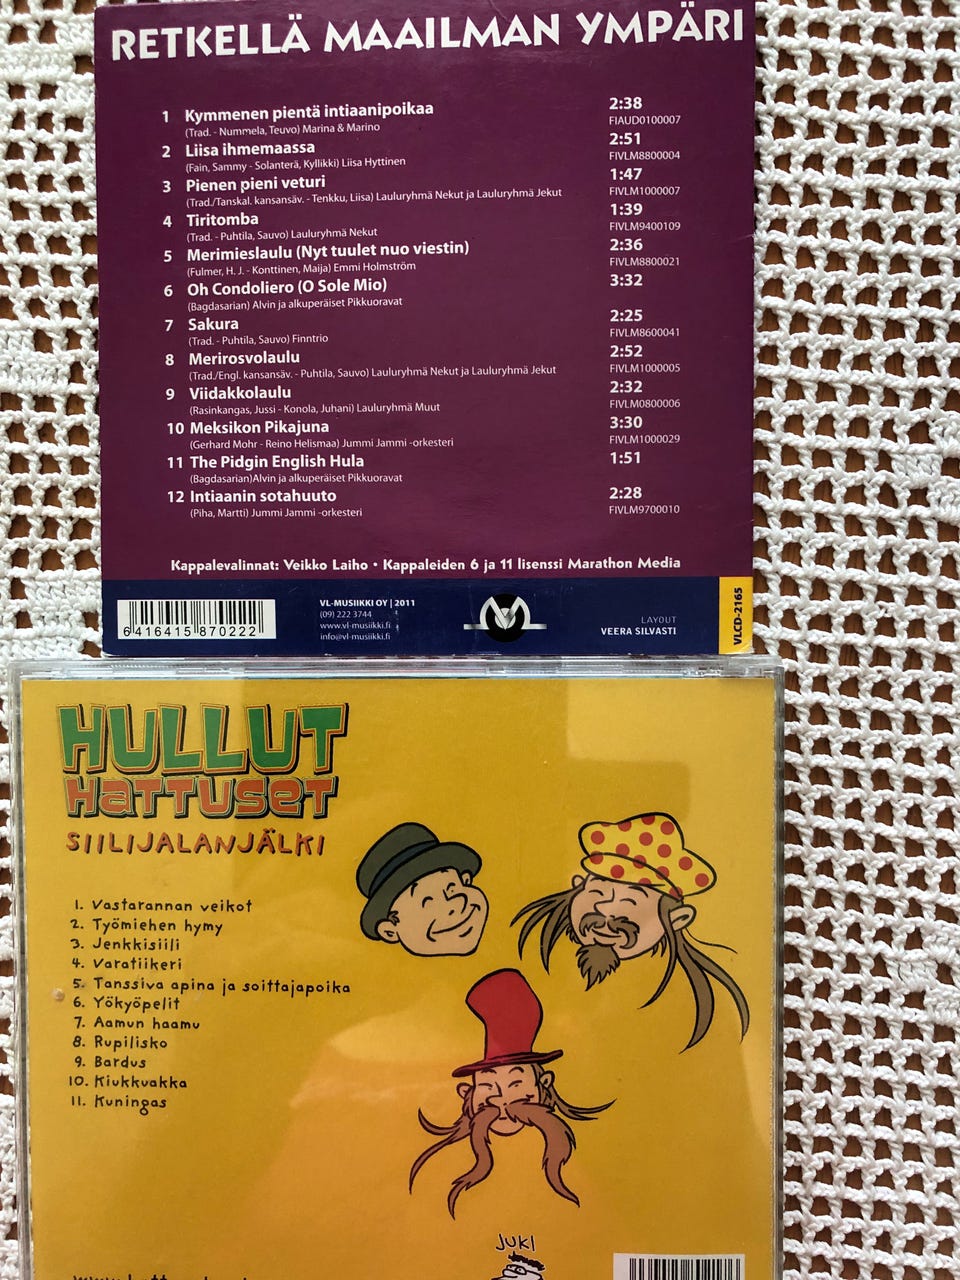 RETKELLÄ MAAILMAN YMPÄRI
1 Kymmenen pientä intiaanipoikaa 2:38
(Trad. - Nummela, Teuvo) Marina & Marino FIAUD0100007
2 Liisa ihmemaassa 2:51
(Fain, Sammy - Solanterä, Kyllikki) Liisa Hyttinen FIVLM8800004
3 Pienen pieni veturi 1:47
(Trad./Tanskal. kansansäv. - Tenkku, Liisa) Lauluryhmä Nekut ja Lauluryhmä Jekut FIVLM1000007
4 Tiritomba 1:39
(Trad. - Puhtila, Sauvo) Lauluryhmä Nekut FIVLM9400109
5 Merimieslaulu (Nyt tuulet nuo viestin) 2:36
(Fulmer, H. J. - Konttinen, Maija) Emmi Holmström FIVLM8800021
6 Oh Condoliero (O Sole Mio) 3:32
(Bagdasarian) Alvin ja alkuperäiset Pikkuoravat
7 Sakura 2:25
(Trad. - Puhtila, Sauvo) Finntrio FIVLM8600041
8 Merirosvolaulu 2:52
(Trad./Engl. kansansäv. - Puhtila, Sauvo) Lauluryhmä Nekut ja Lauluryhmä Jekut FIVLM1000005
9 Viidakkolaulu 2:32
(Rasinkangas, Jussi - Konola, Juhani) Lauluryhmä Muut FIVLM0800006
10 Meksikon Pikajuna 3:30
(Gerhard Mohr - Reino Helismaa) Jummi Jammi -orkesteri FIVLM1000029
11 The Pidgin English Hula 1:51
(Bagdasarian)Alvin ja alkuperäiset Pikkuoravat
12 Intiaanin sotahuuto 2:28
(Piha, Martti) Jummi Jammi -orkesteri FIVLM9700010
Kappalevalinnat: Veikko Laiho • Kappaleiden 6 ja 11 lisenssi Marathon Media
6 416415 870222
VL-MUSIIKKI OY | 2011
(09) 222 3744
www.vl-musiikki.fi
info@vl-musiikki.fi
LAYOUT
VEERA SILVASTI
VLCD-2165
HULLUT
HATTUSET
SIILIJALANJÄLKI
1. Vastarannan veikot
2. Työmiehen hymy
3. Jenkkisiili
4. Varatiikeri
5. Tanssiva apina ja soittajapoika
6. Yökyöpelit
7. Aamun haamu
8. Rupilisko
9. Bardus
10. Kiukkuakka
11. Kuningas
JUKI